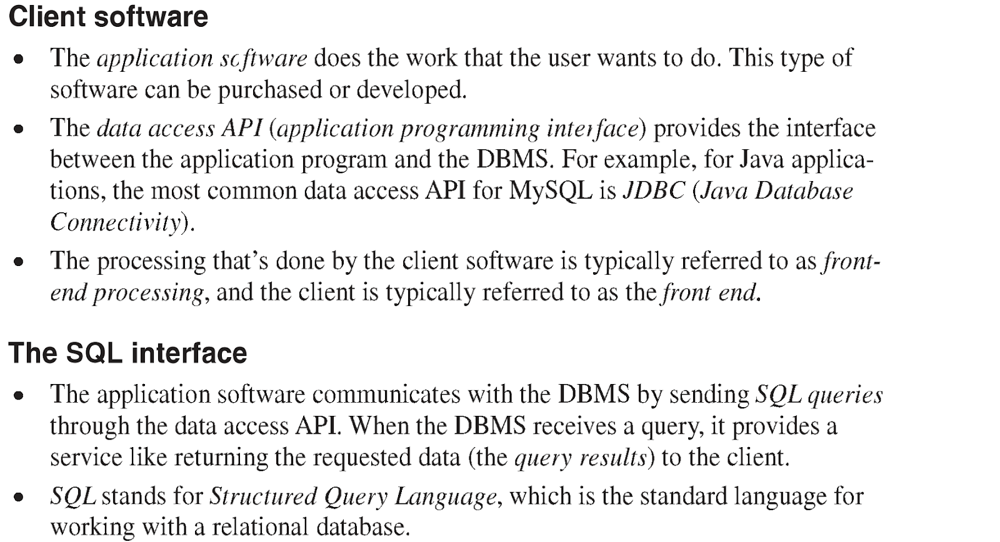 Client software
• The application software does the work that the user wants to do. This type of
software can be purchased or developed.
• The data access API (application programming interface) provides the interface
between the application program and the DBMS. For example, for Java applica-
tions, the most common data access API for MySQL is JDBC (Java Database
Connectivity).
• The processing that's done by the client software is typically referred to as front-
end processing, and the client is typically referred to as the front end.
The SQL interface
• The application software communicates with the DBMS by sending SQL queries
through the data access API. When the DBMS receives a query, it provides a
service like returning the requested data (the query results) to the client.
• SQL stands for Structured Query Language, which is the standard language for
working with a relational database.